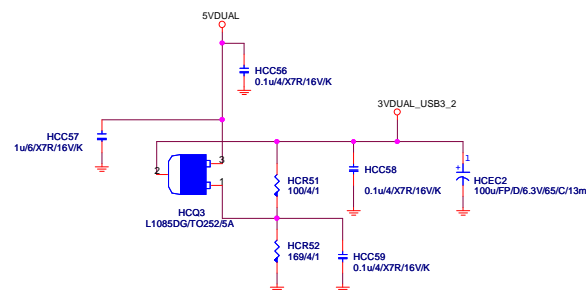 5VDUAL
HCC56
0.1u/4/X7R/16V/K
3VDUAL_USB3_2
HCC57
1u/6/X7R/16V/K
2
3
1
HCQ3
L1085DG/TO252/5A
HCR51
100/4/1
HCC58
0.1u/4/X7R/16V/K
1
+
HCEC2
100u/FP/D/6.3V/65/C/13m
HCR52
169/4/1
HCC59
0.1u/4/X7R/16V/K